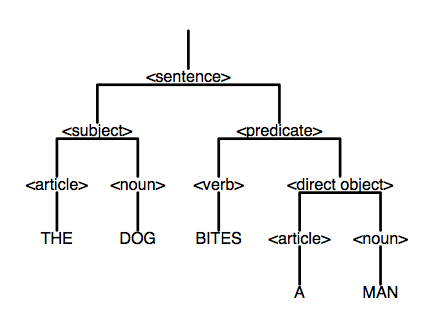 <sentence>
<subject> <predicate>
<article> <noun> <verb> <direct object>
THE DOG BITES <article> <noun>
A MAN